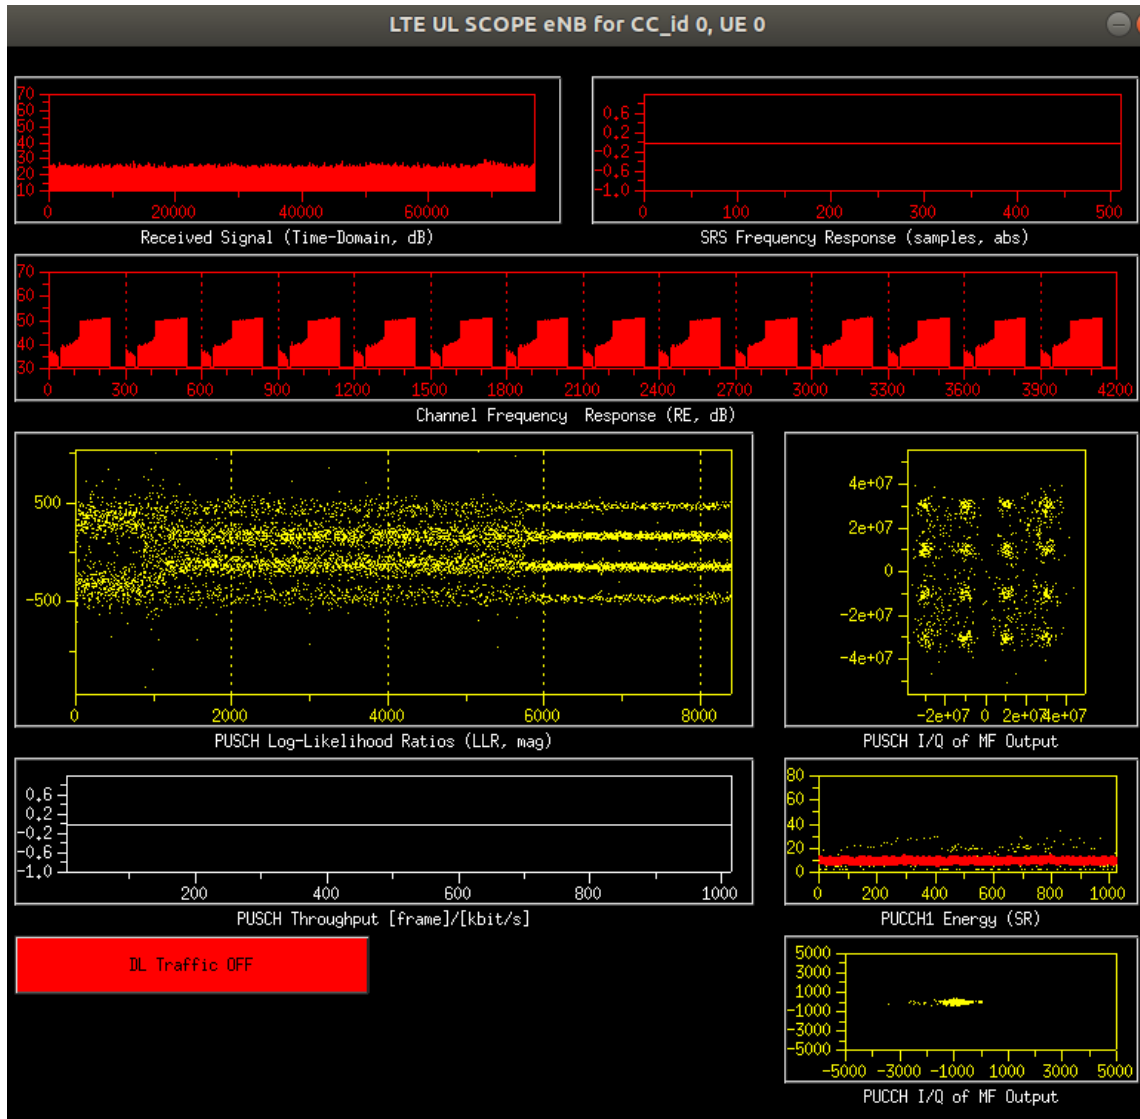 LTE UL SCOPE eNB for CC_id 0, UE 0
70
60
50
40
30
20
10
0 20000 40000 60000
Received Signal (Time-Domain, dB)
0.6
0.2
-0.2
-0.6
-1.0
0 100 200 300 400 500
SRS Frequency Response (samples, abs)
70
60
50
40
30
0 300 600 900 1200 1500 1800 2100 2400 2700 3000 3300 3600 3900 4200
Channel Frequency Response (RE, dB)
500
-500
0 2000 4000 6000 8000
PUSCH Log-Likelihood Ratios (LLR, mag)
4e+07
2e+07
0
-2e+07
-4e+07
-2e+07 0 2e+07 4e+07
PUSCH I/Q of MF Output
0.6
0.2
-0.2
-0.6
-1.0
200 400 600 800 1000
PUSCH Throughput [frame]/[kbit/s]
80
60
40
20
0
0 200 400 600 800 1000
PUCCH1 Energy (SR)
DL Traffic OFF
5000
3000
1000
-1000
-3000
-5000
-5000 -3000 -1000 1000 3000 5000
PUCCH I/Q of MF Output